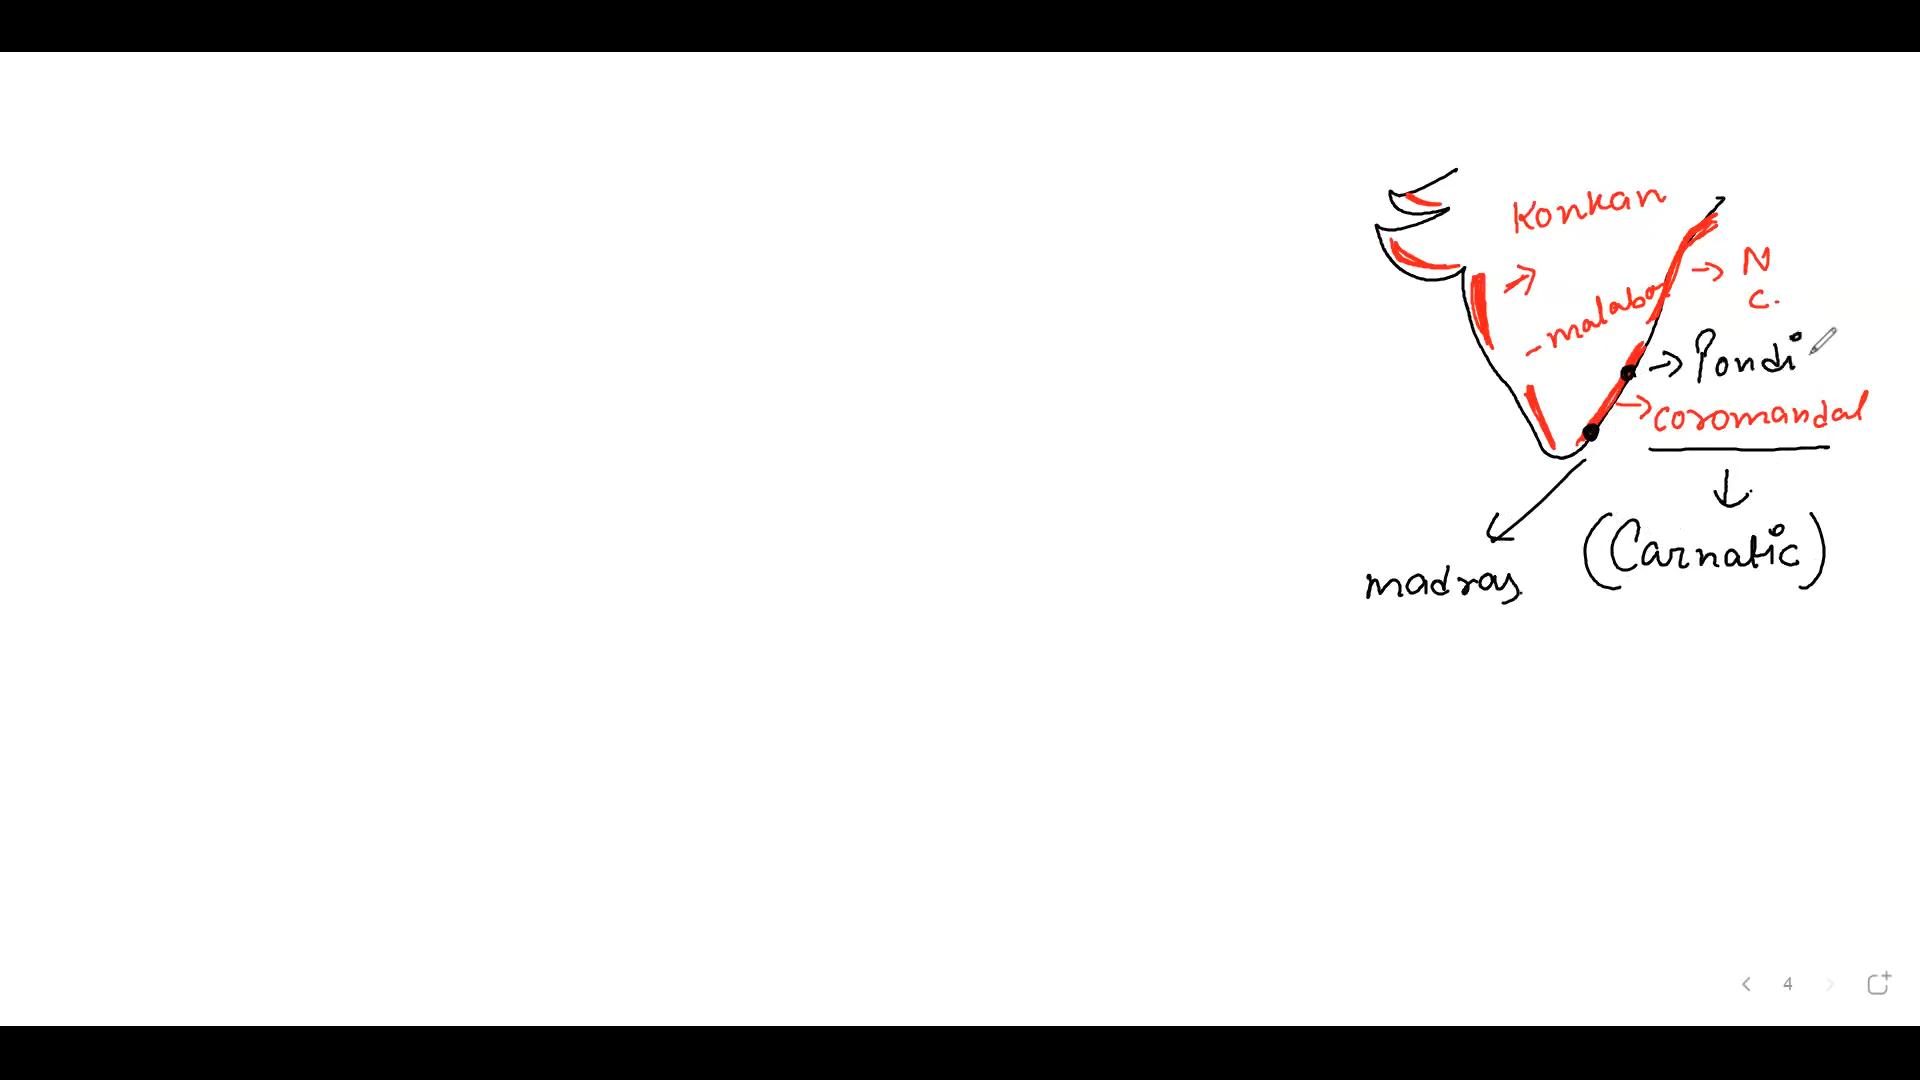 Konkan
N
C.
- malabar
Pondi
coromandal
(Carnatic)
madras
4